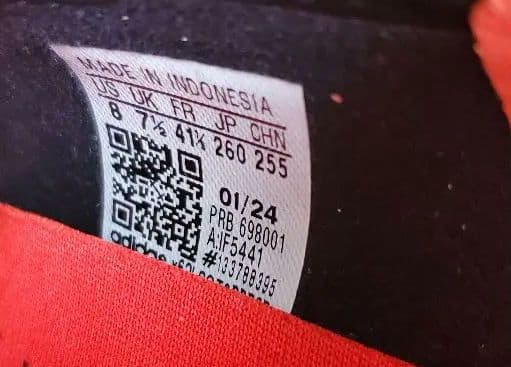 MADE IN INDONESIA
US UK FR JP CHN
8 7½ 41⅓ 260 255
01/24
PRB 698001
A:IF5441
#133788395
adidas